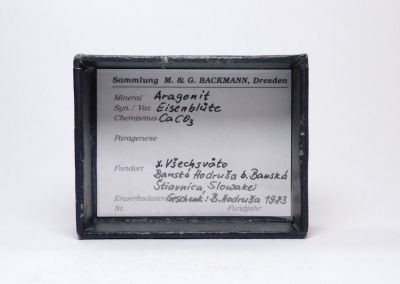 Sammlung M. & G. BACKMANN, Dresden
Mineral Aragonit
Syn./Var. Eisenblüte
Chemismus CaCO3
Paragenese
Fundort x Všechsváto
Banská Hodruša b. Banská
Štiavnica, Slowakei
Erwerbsdaten Geschenk: B. Hodruša 1983
Nr. Fundjahr